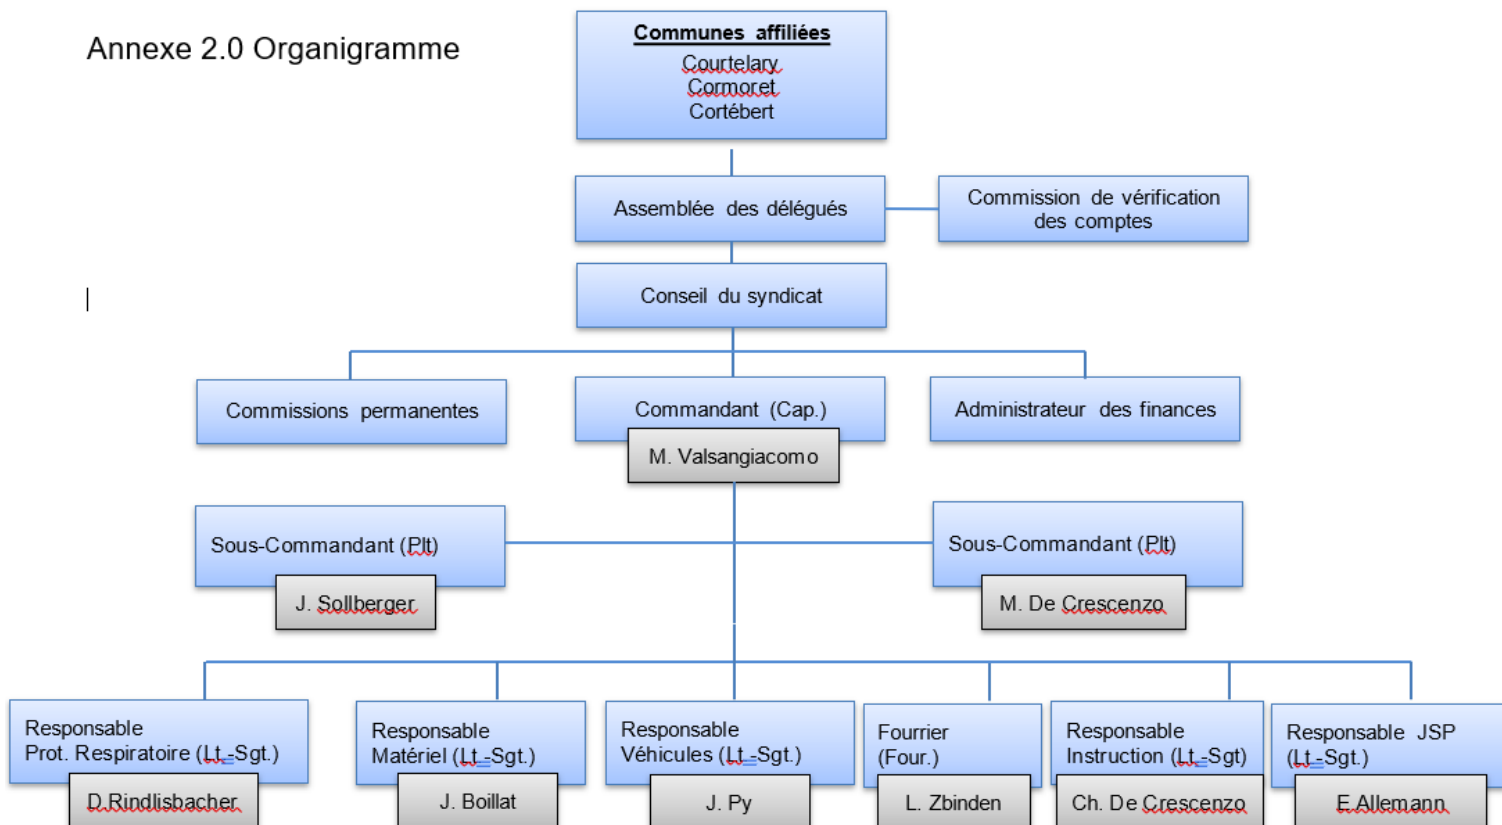 Annexe 2.0 Organigramme
Communes affiliées
Courtelary
Cormoret
Cortébert
Assemblée des délégués
Commission de vérification
des comptes
Conseil du syndicat
Commissions permanentes
Commandant (Cap.)
M. Valsangiacomo
Administrateur des finances
Sous-Commandant (Plt)
J. Sollberger
Sous-Commandant (Plt)
M. De Crescenzo
Responsable
Prot. Respiratoire (Lt.-Sgt.)
D.Rindlisbacher
Responsable
Matériel (Lt.-Sgt.)
J. Boillat
Responsable
Véhicules (Lt.-Sgt.)
J. Py
Fourrier
(Four.)
L. Zbinden
Responsable
Instruction (Lt.-Sgt)
Ch. De Crescenzo
Responsable JSP
(Lt.-Sgt.)
E.Allemann